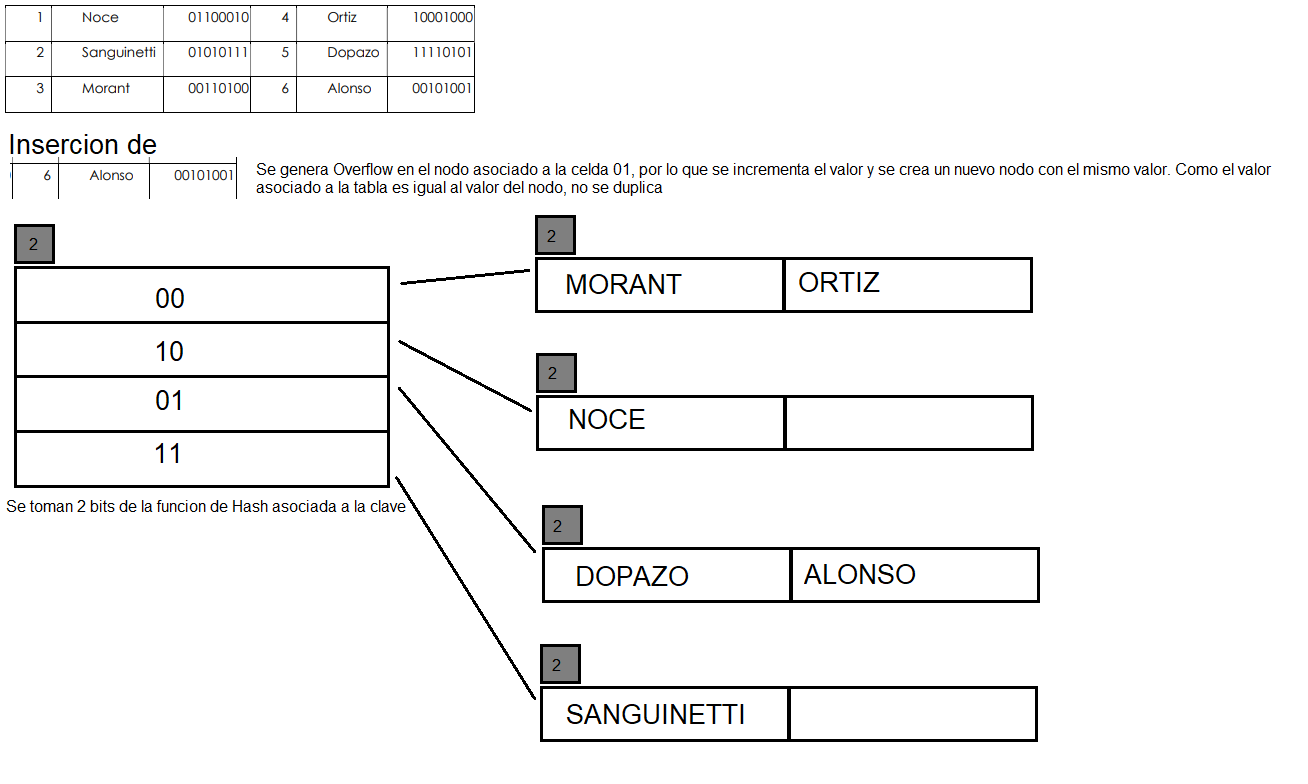 1 Noce 01100010 4 Ortiz 10001000
2 Sanguinetti 01010111 5 Dopazo 11110101
3 Morant 00110100 6 Alonso 00101001
Insercion de
6 Alonso 00101001
Se genera Overflow en el nodo asociado a la celda 01, por lo que se incrementa el valor y se crea un nuevo nodo con el mismo valor. Como el valor
asociado a la tabla es igual al valor del nodo, no se duplica
2
00
10
01
11
Se toman 2 bits de la funcion de Hash asociada a la clave
2
MORANT ORTIZ
2
NOCE
2
DOPAZO ALONSO
2
SANGUINETTI